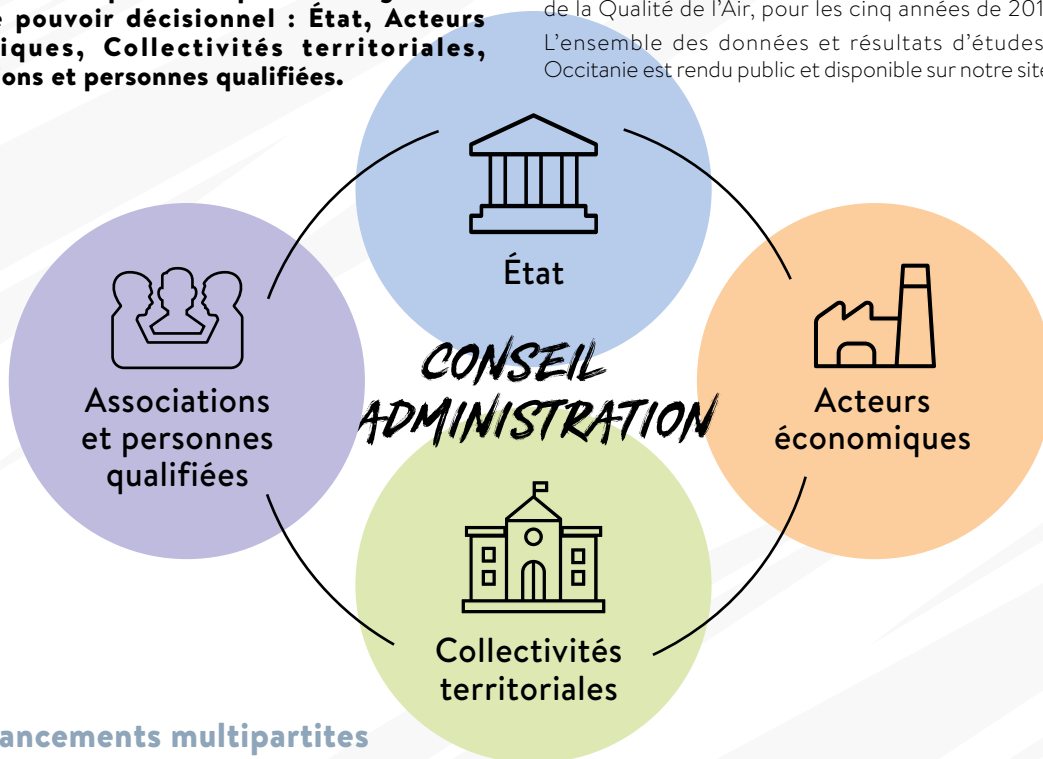 pouvoir décisionnel : État, Acteurs
iques, Collectivités territoriales,
ions et personnes qualifiées.
de la Qualité de l'Air, pour les cinq années de 201
L'ensemble des données et résultats d'études
Occitanie est rendu public et disponible sur notre site
État
CONSEIL
ADMINISTRATION
Associations
et personnes
qualifiées
Acteurs
économiques
Collectivités
territoriales
ancements multipartites